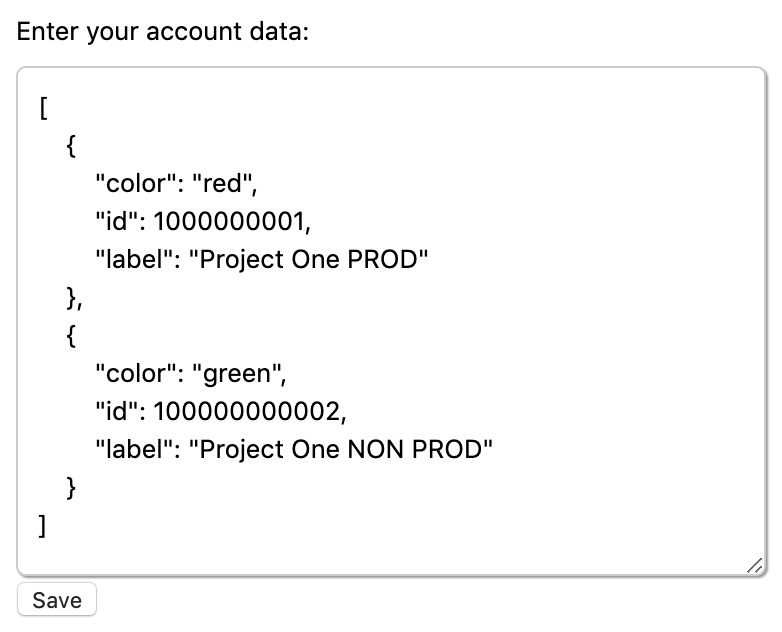 Enter your account data:
[
{
"color": "red",
"id": 1000000001,
"label": "Project One PROD"
},
{
"color": "green",
"id": 100000000002,
"label": "Project One NON PROD"
}
]
Save